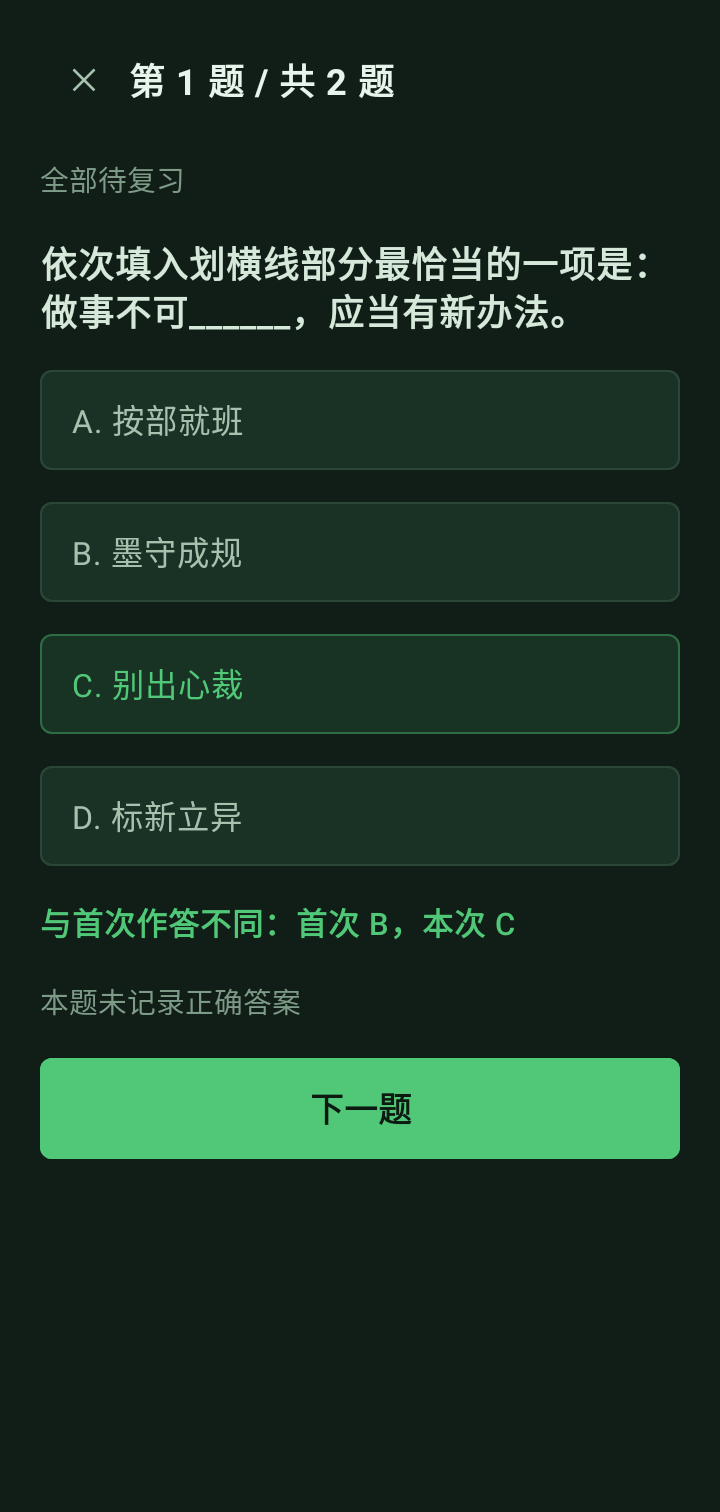 第 1 题 / 共 2 题
全部待复习
依次填入划横线部分最恰当的一项是：
做事不可______，应当有新办法。
A. 按部就班
B. 墨守成规
C. 别出心裁
D. 标新立异
与首次作答不同：首次 B，本次 C
本题未记录正确答案
下一题